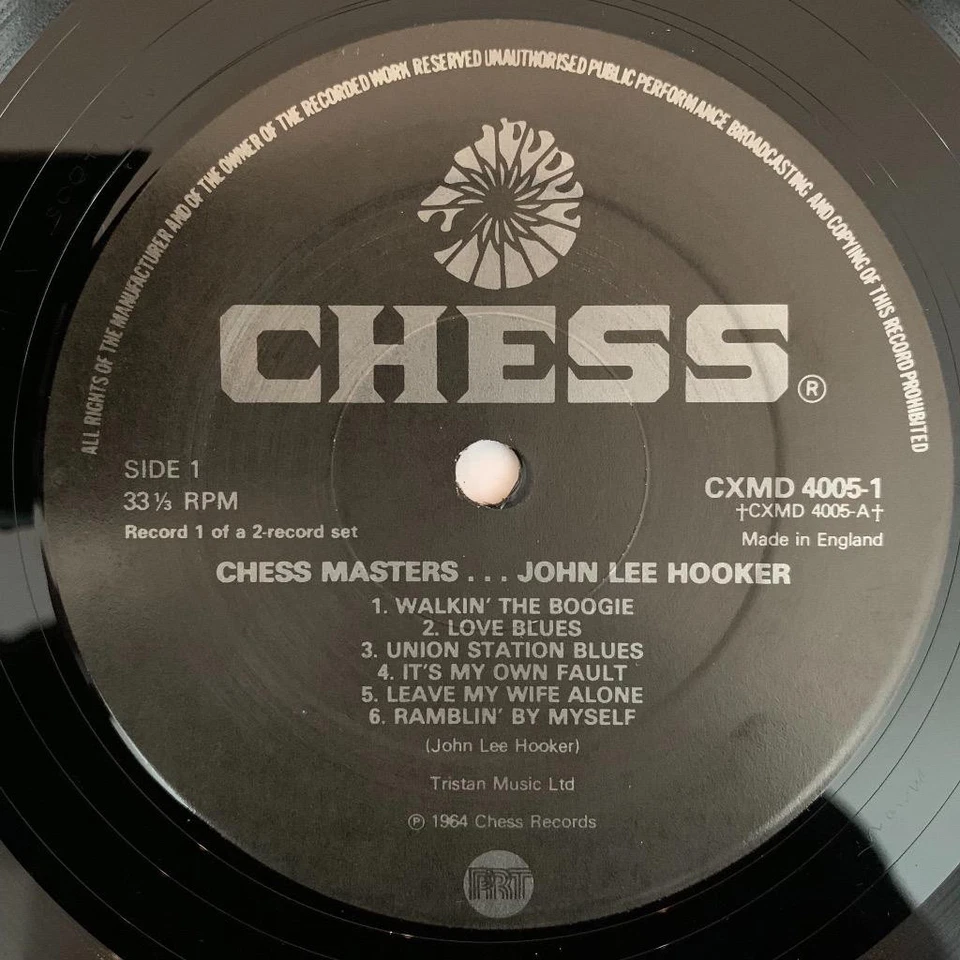 ALL RIGHTS OF THE MANUFACTURER AND OF THE OWNER OF THE RECORDED WORK RESERVED UNAUTHORISED PUBLIC PERFORMANCE BROADCASTING AND COPYING OF THIS RECORD PROHIBITED
CHESS®
SIDE 1
33⅓ RPM
Record 1 of a 2-record set
CXMD 4005-1
†CXMD 4005-A†
Made in England
CHESS MASTERS . . . JOHN LEE HOOKER
1. WALKIN' THE BOOGIE
2. LOVE BLUES
3. UNION STATION BLUES
4. IT'S MY OWN FAULT
5. LEAVE MY WIFE ALONE
6. RAMBLIN' BY MYSELF
(John Lee Hooker)
Tristan Music Ltd
℗ 1964 Chess Records
PRT